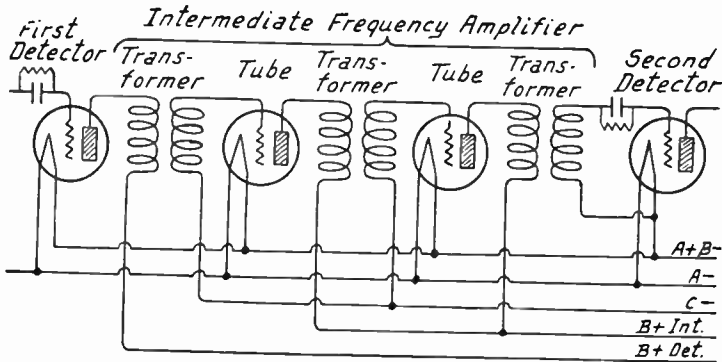 Intermediate Frequency Amplifier
First
Detector
Trans-
former
Tube
Trans-
former
Tube
Trans-
former
Second
Detector
A+B-
A-
C-
B+ Int.
B+ Det.